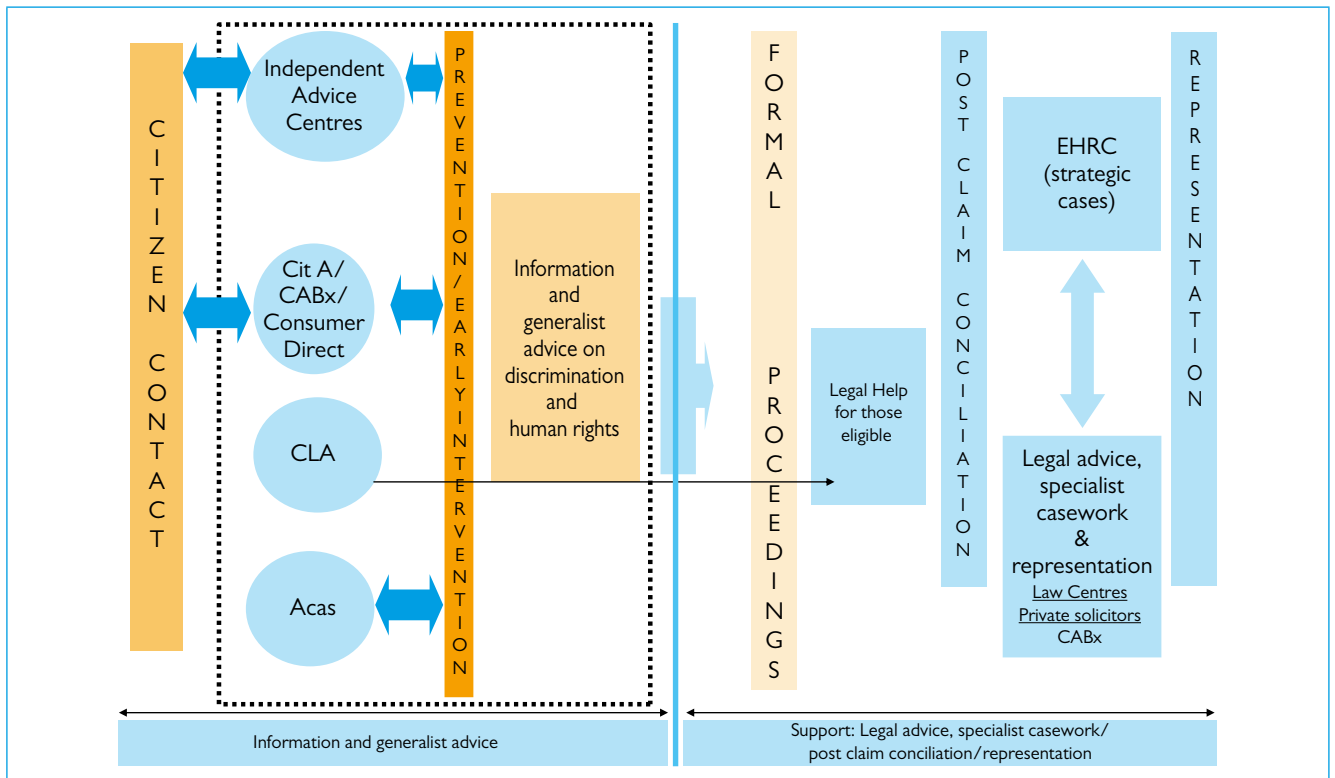 CITIZEN CONTACT
Independent
Advice
Centres
Cit A/
CABx/
Consumer
Direct
CLA
Acas
PREVENTION/EARLYINTERVENTION
Information
and
generalist
advice on
discrimination
and
human rights
FORMAL PROCEEDINGS
Legal Help
for those
eligible
POST CLAIM CONCILIATION
EHRC
(strategic
cases)
Legal advice,
specialist
casework
&
representation
Law Centres
Private solicitors
CABx
REPRESENTATION
Information and generalist advice
Support: Legal advice, specialist casework/
post claim conciliation/representation